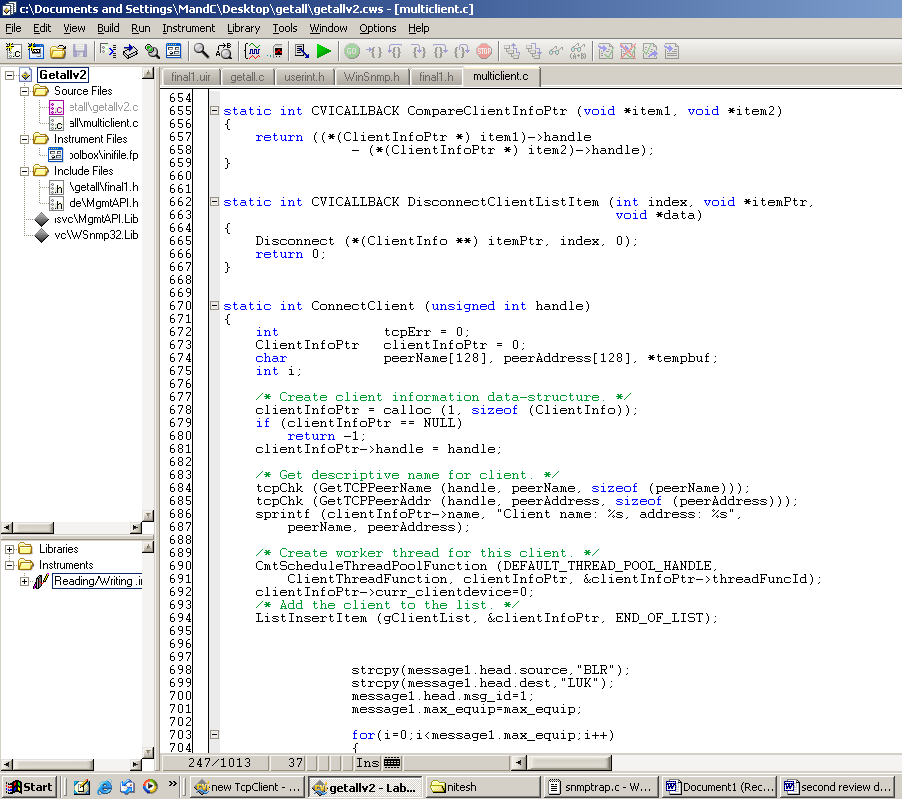 c:\Documents and Settings\MandC\Desktop\getall\getallv2.cws - [multiclient.c]
File Edit View Build Run Instrument Library Tools Window Options Help
Getallv2
Source Files
etall\getallv2.c
all\multiclient.c
Instrument Files
olbox\inifile.fp
Include Files
\getall\final1.h
de\MgmtAPI.h
svc\MgmtAPI.Lib
vc\WSnmp32.Lib
Libraries
Instruments
Reading/Writing .i
final1.uir getall.c userint.h WinSnmp.h final1.h multiclient.c
654
655 static int CVICALLBACK CompareClientInfoPtr (void *item1, void *item2)
656 {
657 return ((*(ClientInfoPtr *) item1)->handle
658 - (*(ClientInfoPtr *) item2)->handle);
659 }
660
661
662 static int CVICALLBACK DisconnectClientListItem (int index, void *itemPtr,
663 void *data)
664 {
665 Disconnect (*(ClientInfo **) itemPtr, index, 0);
666 return 0;
667 }
668
669
670 static int ConnectClient (unsigned int handle)
671 {
672 int tcpErr = 0;
673 ClientInfoPtr clientInfoPtr = 0;
674 char peerName[128], peerAddress[128], *tempbuf;
675 int i;
676
677 /* Create client information data-structure. */
678 clientInfoPtr = calloc (1, sizeof (ClientInfo));
679 if (clientInfoPtr == NULL)
680 return -1;
681 clientInfoPtr->handle = handle;
682
683 /* Get descriptive name for client. */
684 tcpChk (GetTCPPeerName (handle, peerName, sizeof (peerName)));
685 tcpChk (GetTCPPeerAddr (handle, peerAddress, sizeof (peerAddress)));
686 sprintf (clientInfoPtr->name, "Client name: %s, address: %s",
687 peerName, peerAddress);
688
689 /* Create worker thread for this client. */
690 CmtScheduleThreadPoolFunction (DEFAULT_THREAD_POOL_HANDLE,
691 ClientThreadFunction, clientInfoPtr, &clientInfoPtr->threadFuncId);
692 clientInfoPtr->curr_clientdevice=0;
693 /* Add the client to the list. */
694 ListInsertItem (gClientList, &clientInfoPtr, END_OF_LIST);
695
696
697
698 strcpy(message1.head.source,"BLR");
699 strcpy(message1.head.dest,"LUK");
700 message1.head.msg_id=1;
701 message1.max_equip=max_equip;
702
703 for(i=0;i<message1.max_equip;i++)
704 {
247/1013 37 Ins
Start new TcpClient - ... getallv2 - Lab... nitesh snmptrap.c - W... Document1 (Rec... second review d...